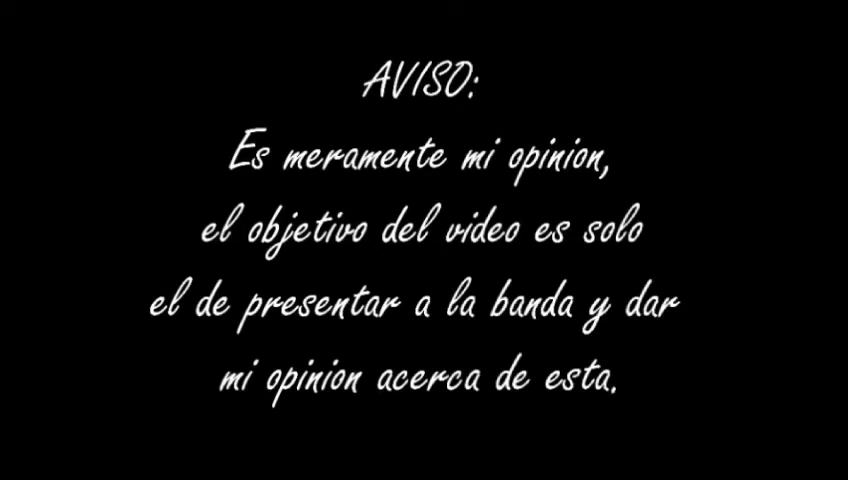 AVISO:
Es meramente mi opinion,
el objetivo del video es solo
el de presentar a la banda y dar
mi opinion acerca de esta.